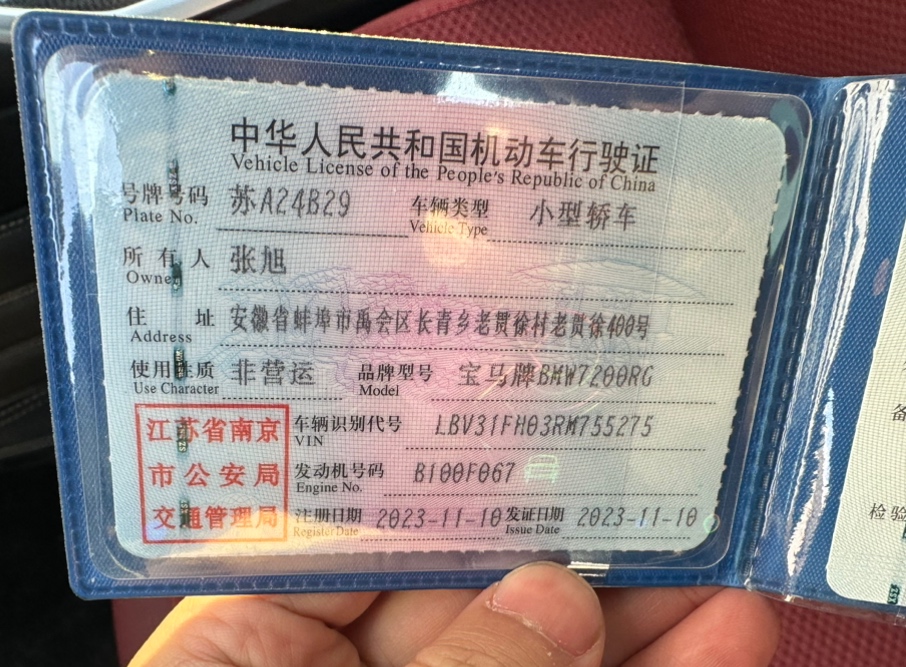 中华人民共和国机动车行驶证
Vehicle License of the People's Republic of China
号牌号码 苏A24B29 车辆类型 小型轿车
Plate No. Vehicle Type
所有人 张旭
Owner
住址 安徽省蚌埠市禹会区长青乡老贯徐村老贯徐400号
Address
使用性质 非营运 品牌型号 宝马牌BMW7200RG
Use Character Model
江苏省南京
市公安局
交通管理局
车辆识别代号 LBV31FH03RM755275
VIN
发动机号码 B100F067
Engine No.
注册日期 2023-11-10 发证日期 2023-11-10
Register Date Issue Date
备
检验